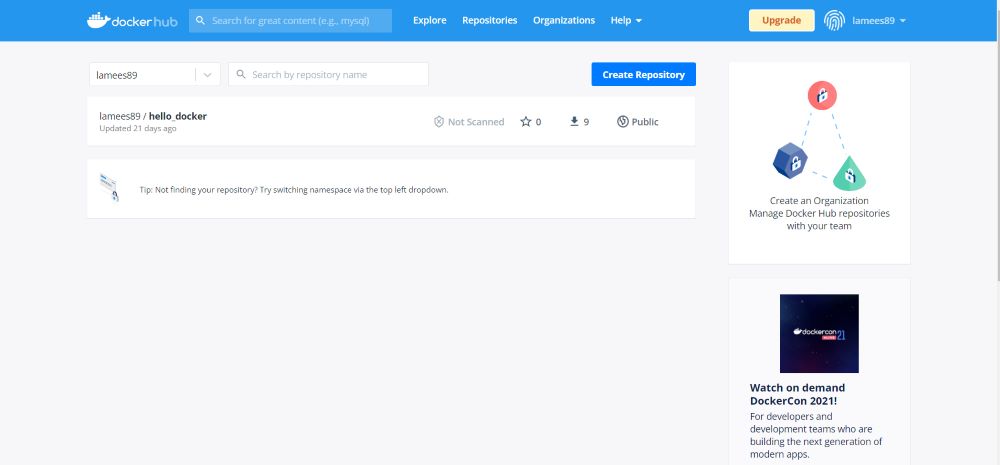 dockerhub
Search for great content (e.g., mysql)
Explore
Repositories
Organizations
Help
Upgrade
lamees89
lamees89
Search by repository name
Create Repository
lamees89 / hello_docker
Updated 21 days ago
Not Scanned
0
9
Public
Tip: Not finding your repository? Try switching namespace via the top left dropdown.
Create an Organization
Manage Docker Hub repositories
with your team
dockercon
21
Watch on demand
DockerCon 2021!
For developers and
development teams who are
building the next generation of
modern apps.